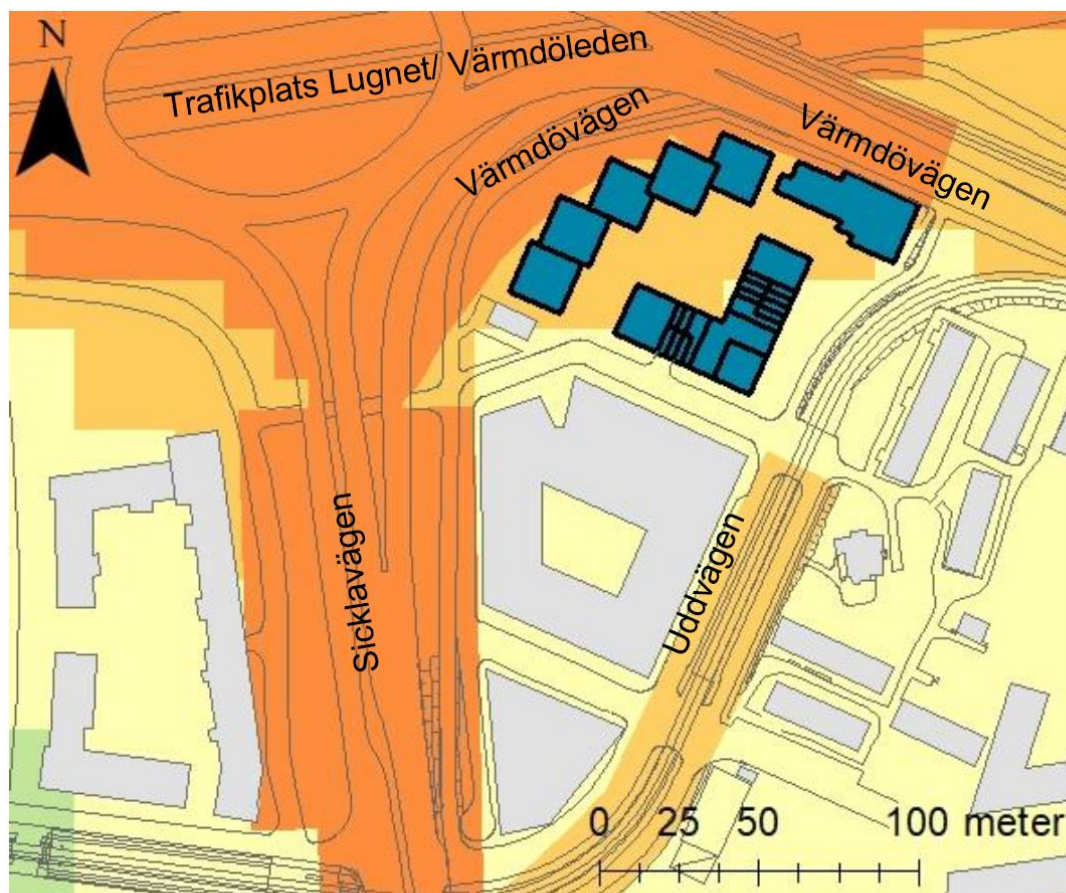 N
Trafikplats Lugnet/ Värmdöleden
Värmdövägen
Värmdövägen
Sicklavägen
Uddvägen
0 25 50 100 meter